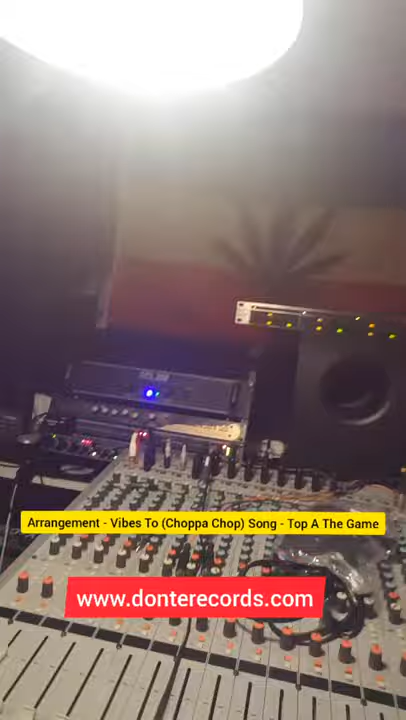 Arrangement - Vibes To (Choppa Chop) Song - Top A The Game
www.donterecords.com